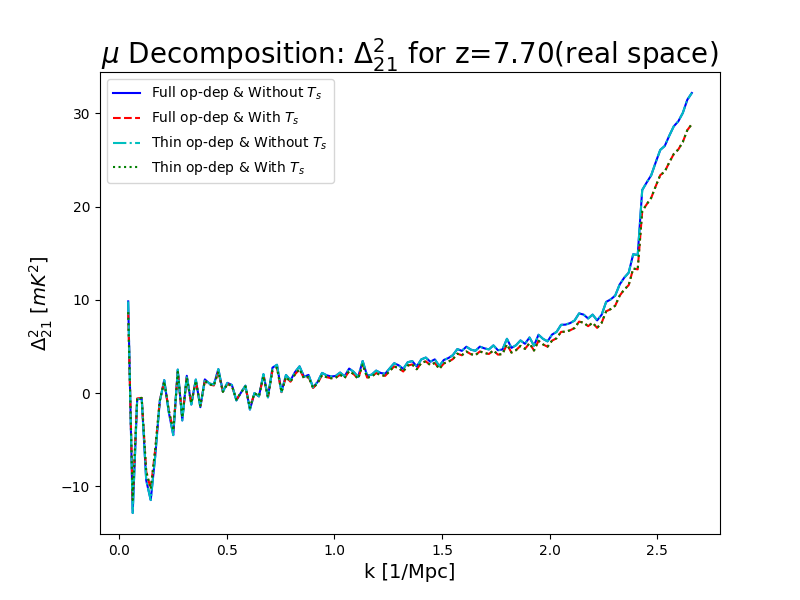 μ Decomposition: Δ²₂₁ for z=7.70(real space)
Full op-dep & Without Tₛ
Full op-dep & With Tₛ
Thin op-dep & Without Tₛ
Thin op-dep & With Tₛ
30
20
10
0
−10
Δ²₂₁ [mK²]
0.0 0.5 1.0 1.5 2.0 2.5
k [1/Mpc]